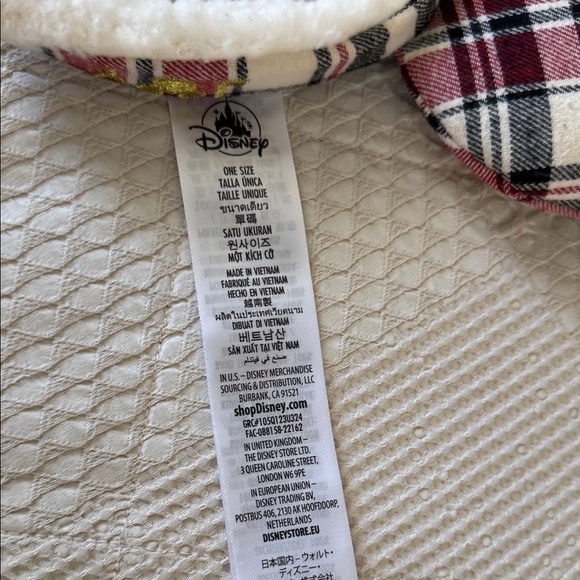 Disney
ONE SIZE
TALLA ÚNICA
TAILLE UNIQUE
ขนาดเดียว
單碼
SATU UKURAN
원사이즈
MỘT KÍCH CỠ
MADE IN VIETNAM
FABRIQUÉ AU VIETNAM
HECHO EN VIETNAM
越南製
ผลิตในประเทศเวียดนาม
DIBUAT DI VIETNAM
베트남산
SẢN XUẤT TẠI VIỆT NAM
صنع في فيتنام
IN U.S. – DISNEY MERCHANDISE
SOURCING & DISTRIBUTION, LLC
BURBANK, CA 91521
shopDisney.com
GRC#105Q123U324
FAC-088158-22162
IN UNITED KINGDOM –
THE DISNEY STORE LTD.
3 QUEEN CAROLINE STREET,
LONDON W6 9PE
IN EUROPEAN UNION –
DISNEY TRADING BV,
POSTBUS 406, 2130 AK HOOFDDORP,
NETHERLANDS
DISNEYSTORE.EU
日本国内－ウォルト・
ディズニー・